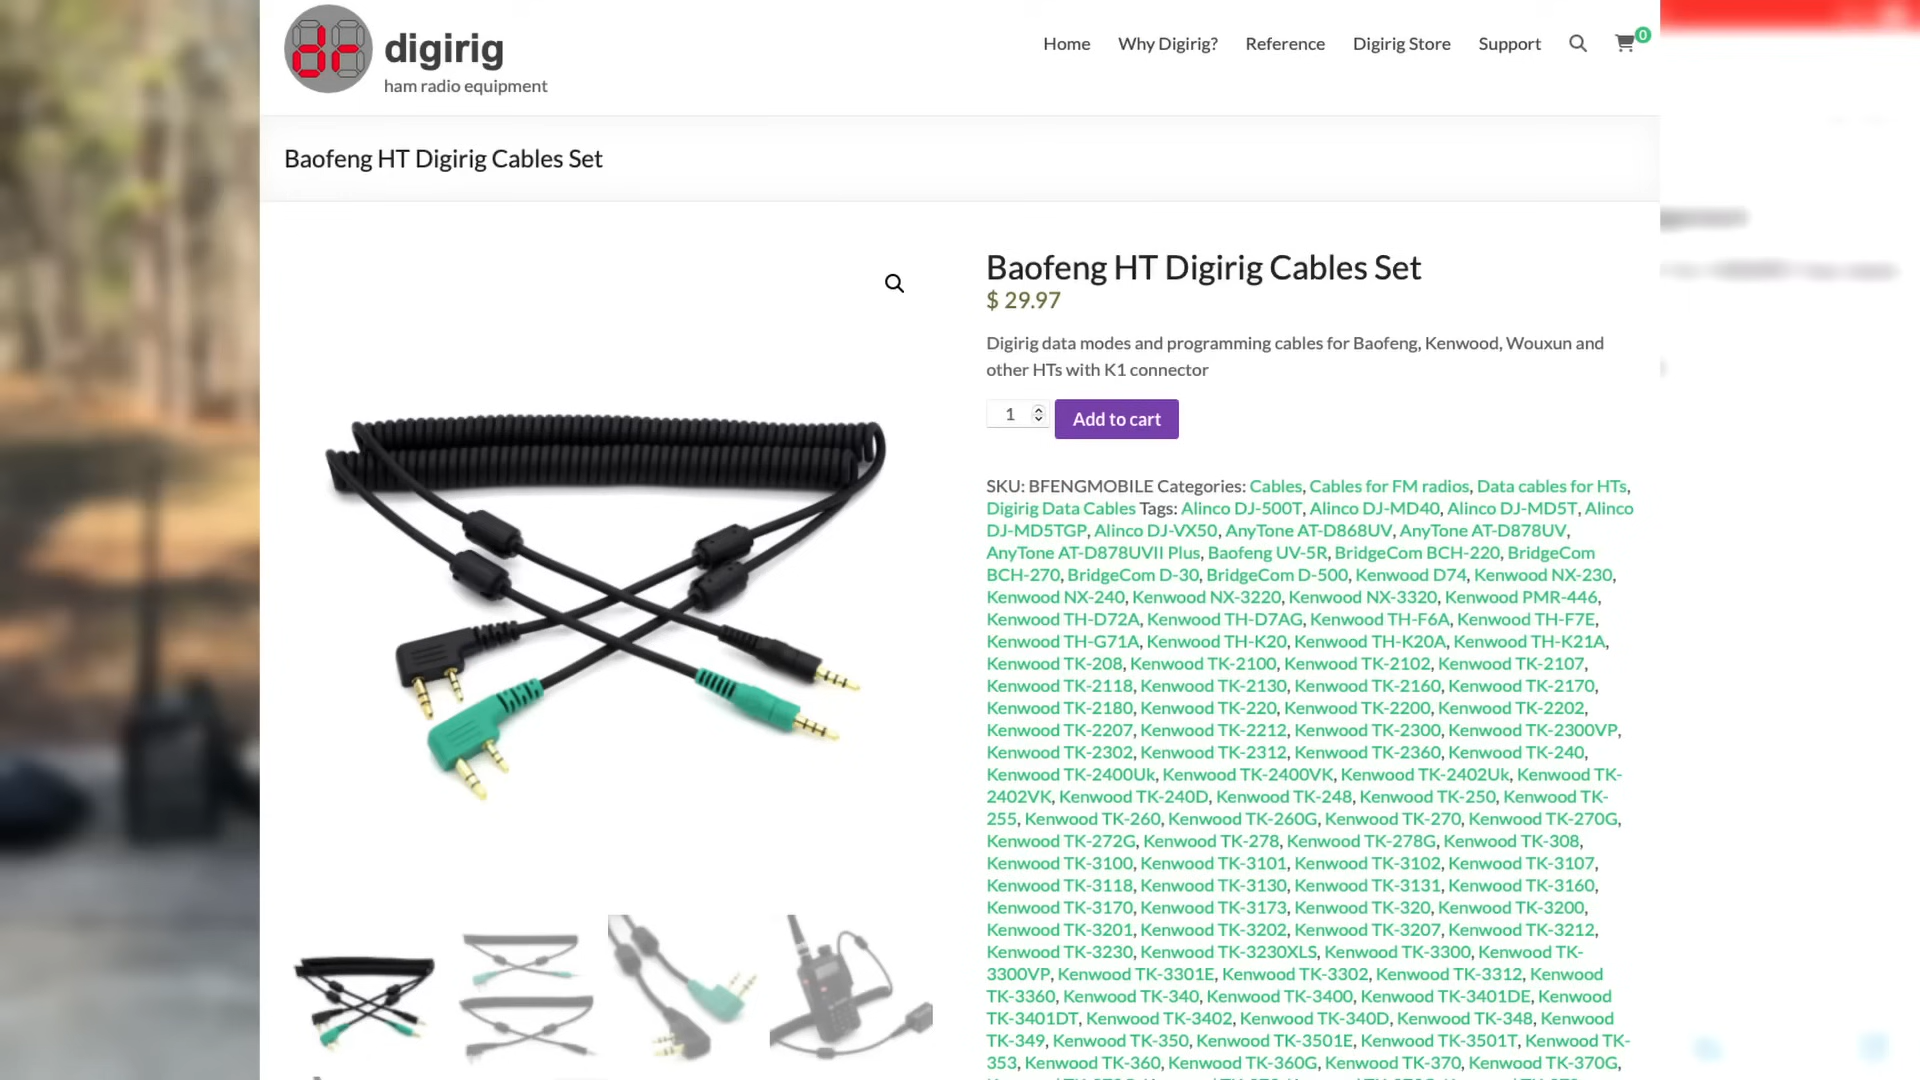 digirig
ham radio equipment
Home Why Digirig? Reference Digirig Store Support 0
Baofeng HT Digirig Cables Set
Baofeng HT Digirig Cables Set
$ 29.97
Digirig data modes and programming cables for Baofeng, Kenwood, Wouxun and
other HTs with K1 connector
1 Add to cart
SKU: BFENGMOBILE Categories: Cables, Cables for FM radios, Data cables for HTs,
Digirig Data Cables Tags: Alinco DJ-500T, Alinco DJ-MD40, Alinco DJ-MD5T, Alinco
DJ-MD5TGP, Alinco DJ-VX50, AnyTone AT-D868UV, AnyTone AT-D878UV,
AnyTone AT-D878UVII Plus, Baofeng UV-5R, BridgeCom BCH-220, BridgeCom
BCH-270, BridgeCom D-30, BridgeCom D-500, Kenwood D74, Kenwood NX-230,
Kenwood NX-240, Kenwood NX-3220, Kenwood NX-3320, Kenwood PMR-446,
Kenwood TH-D72A, Kenwood TH-D7AG, Kenwood TH-F6A, Kenwood TH-F7E,
Kenwood TH-G71A, Kenwood TH-K20, Kenwood TH-K20A, Kenwood TH-K21A,
Kenwood TK-208, Kenwood TK-2100, Kenwood TK-2102, Kenwood TK-2107,
Kenwood TK-2118, Kenwood TK-2130, Kenwood TK-2160, Kenwood TK-2170,
Kenwood TK-2180, Kenwood TK-220, Kenwood TK-2200, Kenwood TK-2202,
Kenwood TK-2207, Kenwood TK-2212, Kenwood TK-2300, Kenwood TK-2300VP,
Kenwood TK-2302, Kenwood TK-2312, Kenwood TK-2360, Kenwood TK-240,
Kenwood TK-2400Uk, Kenwood TK-2400VK, Kenwood TK-2402Uk, Kenwood TK-
2402VK, Kenwood TK-240D, Kenwood TK-248, Kenwood TK-250, Kenwood TK-
255, Kenwood TK-260, Kenwood TK-260G, Kenwood TK-270, Kenwood TK-270G,
Kenwood TK-272G, Kenwood TK-278, Kenwood TK-278G, Kenwood TK-308,
Kenwood TK-3100, Kenwood TK-3101, Kenwood TK-3102, Kenwood TK-3107,
Kenwood TK-3118, Kenwood TK-3130, Kenwood TK-3131, Kenwood TK-3160,
Kenwood TK-3170, Kenwood TK-3173, Kenwood TK-320, Kenwood TK-3200,
Kenwood TK-3201, Kenwood TK-3202, Kenwood TK-3207, Kenwood TK-3212,
Kenwood TK-3230, Kenwood TK-3230XLS, Kenwood TK-3300, Kenwood TK-
3300VP, Kenwood TK-3301E, Kenwood TK-3302, Kenwood TK-3312, Kenwood
TK-3360, Kenwood TK-340, Kenwood TK-3400, Kenwood TK-3401DE, Kenwood
TK-3401DT, Kenwood TK-3402, Kenwood TK-340D, Kenwood TK-348, Kenwood
TK-349, Kenwood TK-350, Kenwood TK-3501E, Kenwood TK-3501T, Kenwood TK-
353, Kenwood TK-360, Kenwood TK-360G, Kenwood TK-370, Kenwood TK-370G,